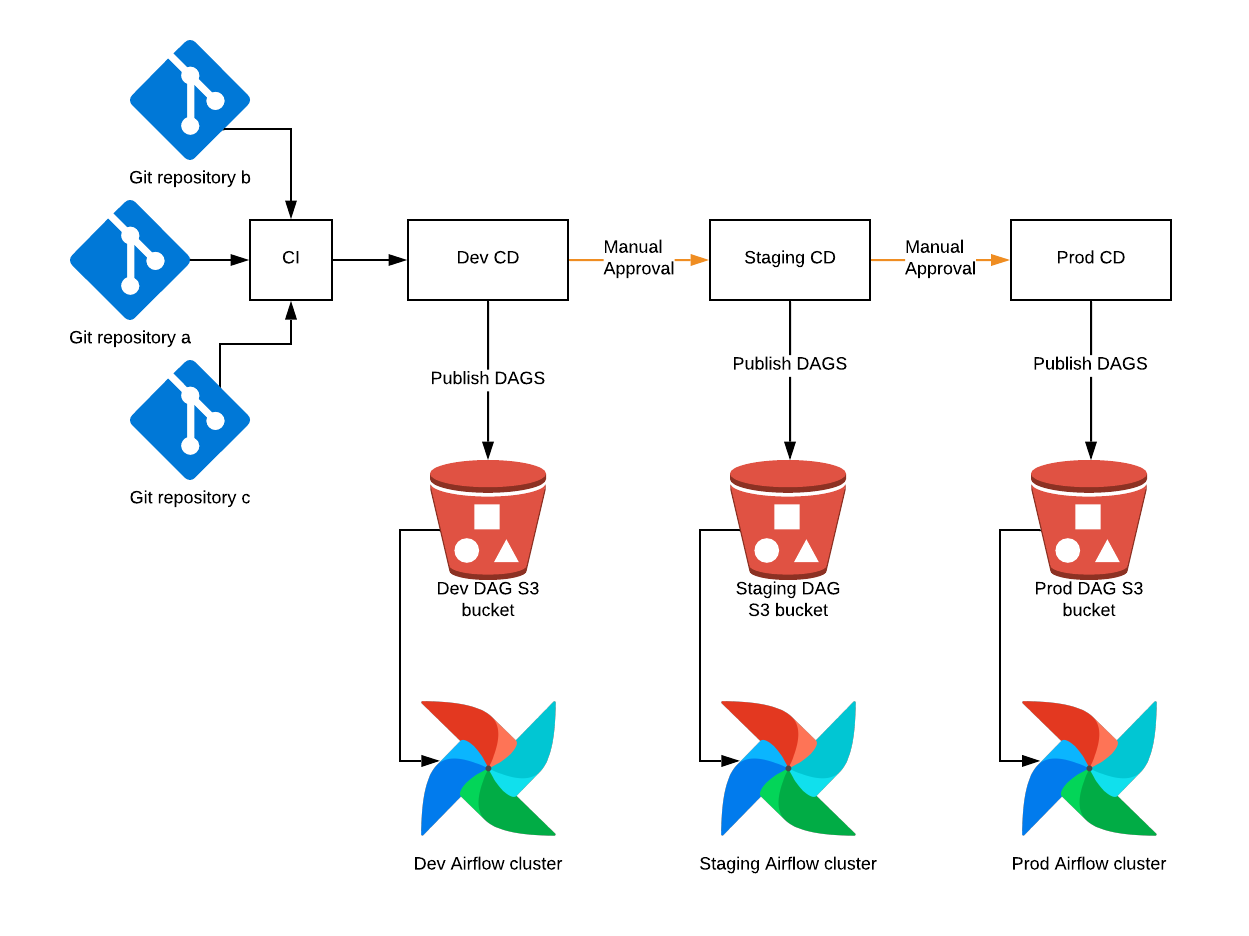 Git repository b
Git repository a
Git repository c
CI
Dev CD
Manual
Approval
Staging CD
Manual
Approval
Prod CD
Publish DAGS
Publish DAGS
Publish DAGS
Dev DAG S3
bucket
Staging DAG
S3 bucket
Prod DAG S3
bucket
Dev Airflow cluster
Staging Airflow cluster
Prod Airflow cluster